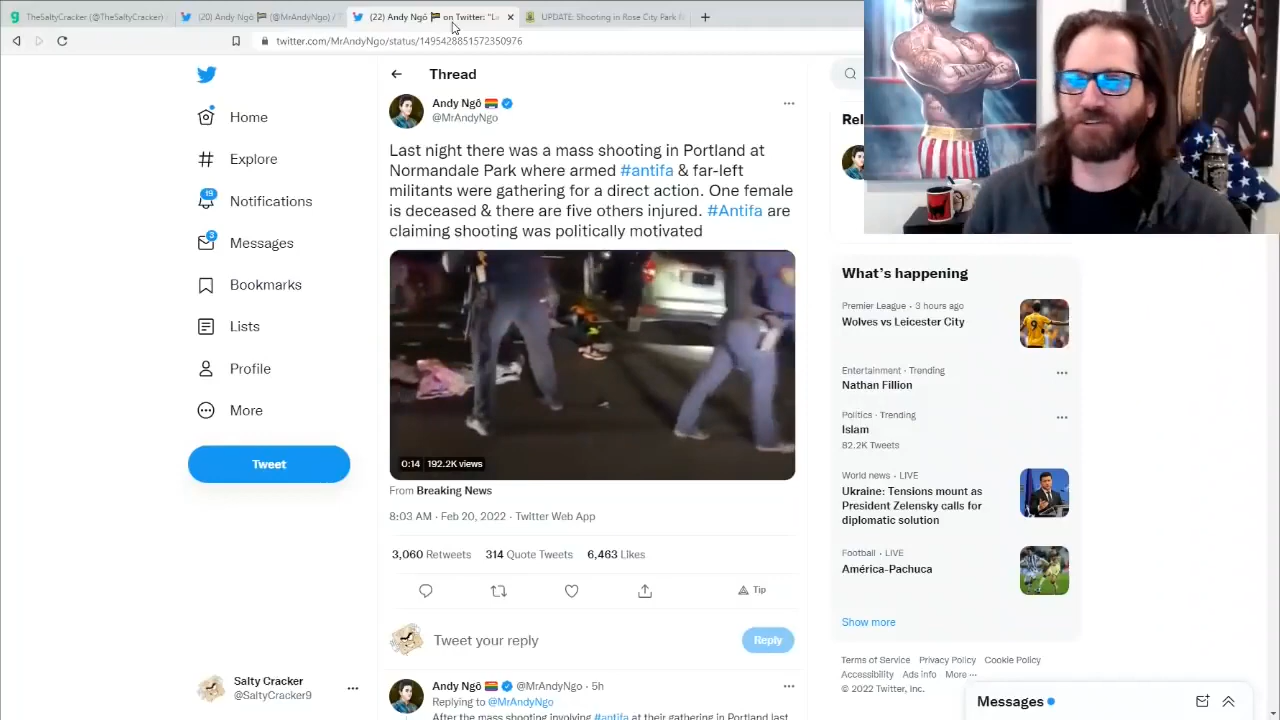 TheSaltyCracker (@TheSaltyCracker)
(20) Andy Ngô (@MrAndyNgo) / T
(22) Andy Ngô on Twitter: "L
UPDATE: Shooting in Rose City Park
twitter.com/MrAndyNgo/status/1495428851572350976
Home
Explore
19
Notifications
3
Messages
Bookmarks
Lists
Profile
More
Tweet
Salty Cracker
@SaltyCracker9
Thread
Andy Ngô
@MrAndyNgo
Last night there was a mass shooting in Portland at
Normandale Park where armed #antifa & far-left
militants were gathering for a direct action. One female
is deceased & there are five others injured. #Antifa are
claiming shooting was politically motivated
0:14 192.2K views
From Breaking News
8:03 AM · Feb 20, 2022 · Twitter Web App
3,060 Retweets 314 Quote Tweets 6,463 Likes
Tip
Tweet your reply
Reply
Andy Ngô @MrAndyNgo · 5h
Replying to @MrAndyNgo
After the mass shooting involving #antifa at their gathering in Portland last
Rel
What's happening
Premier League · 3 hours ago
Wolves vs Leicester City
9
Entertainment · Trending
Nathan Fillion
Politics · Trending
Islam
82.2K Tweets
World news · LIVE
Ukraine: Tensions mount as
President Zelensky calls for
diplomatic solution
Football · LIVE
América-Pachuca
Show more
Terms of Service Privacy Policy Cookie Policy
Accessibility Ads info More ···
© 2022 Twitter, Inc.
Messages